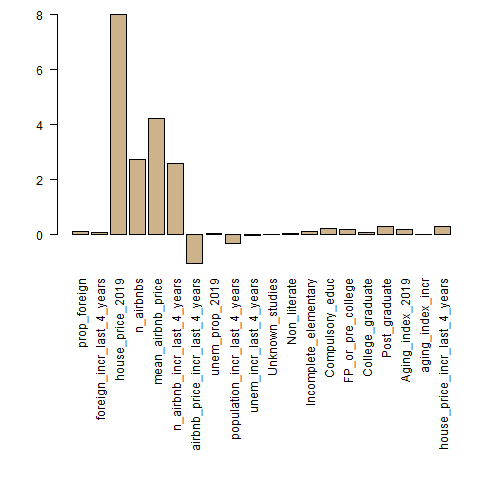 8
6
4
2
0
prop_foreign
foreign_incr_last_4_years
house_price_2019
n_airbnbs
mean_airbnb_price
n_airbnb_incr_last_4_years
airbnb_price_incr_last_4_years
unem_prop_2019
population_incr_last_4_years
unem_incr_last_4_years
Unknown_studies
Non_literate
Incomplete_elementary
Compulsory_educ
FP_or_pre_college
College_graduate
Post_graduate
Aging_index_2019
aging_index_incr
house_price_incr_last_4_years